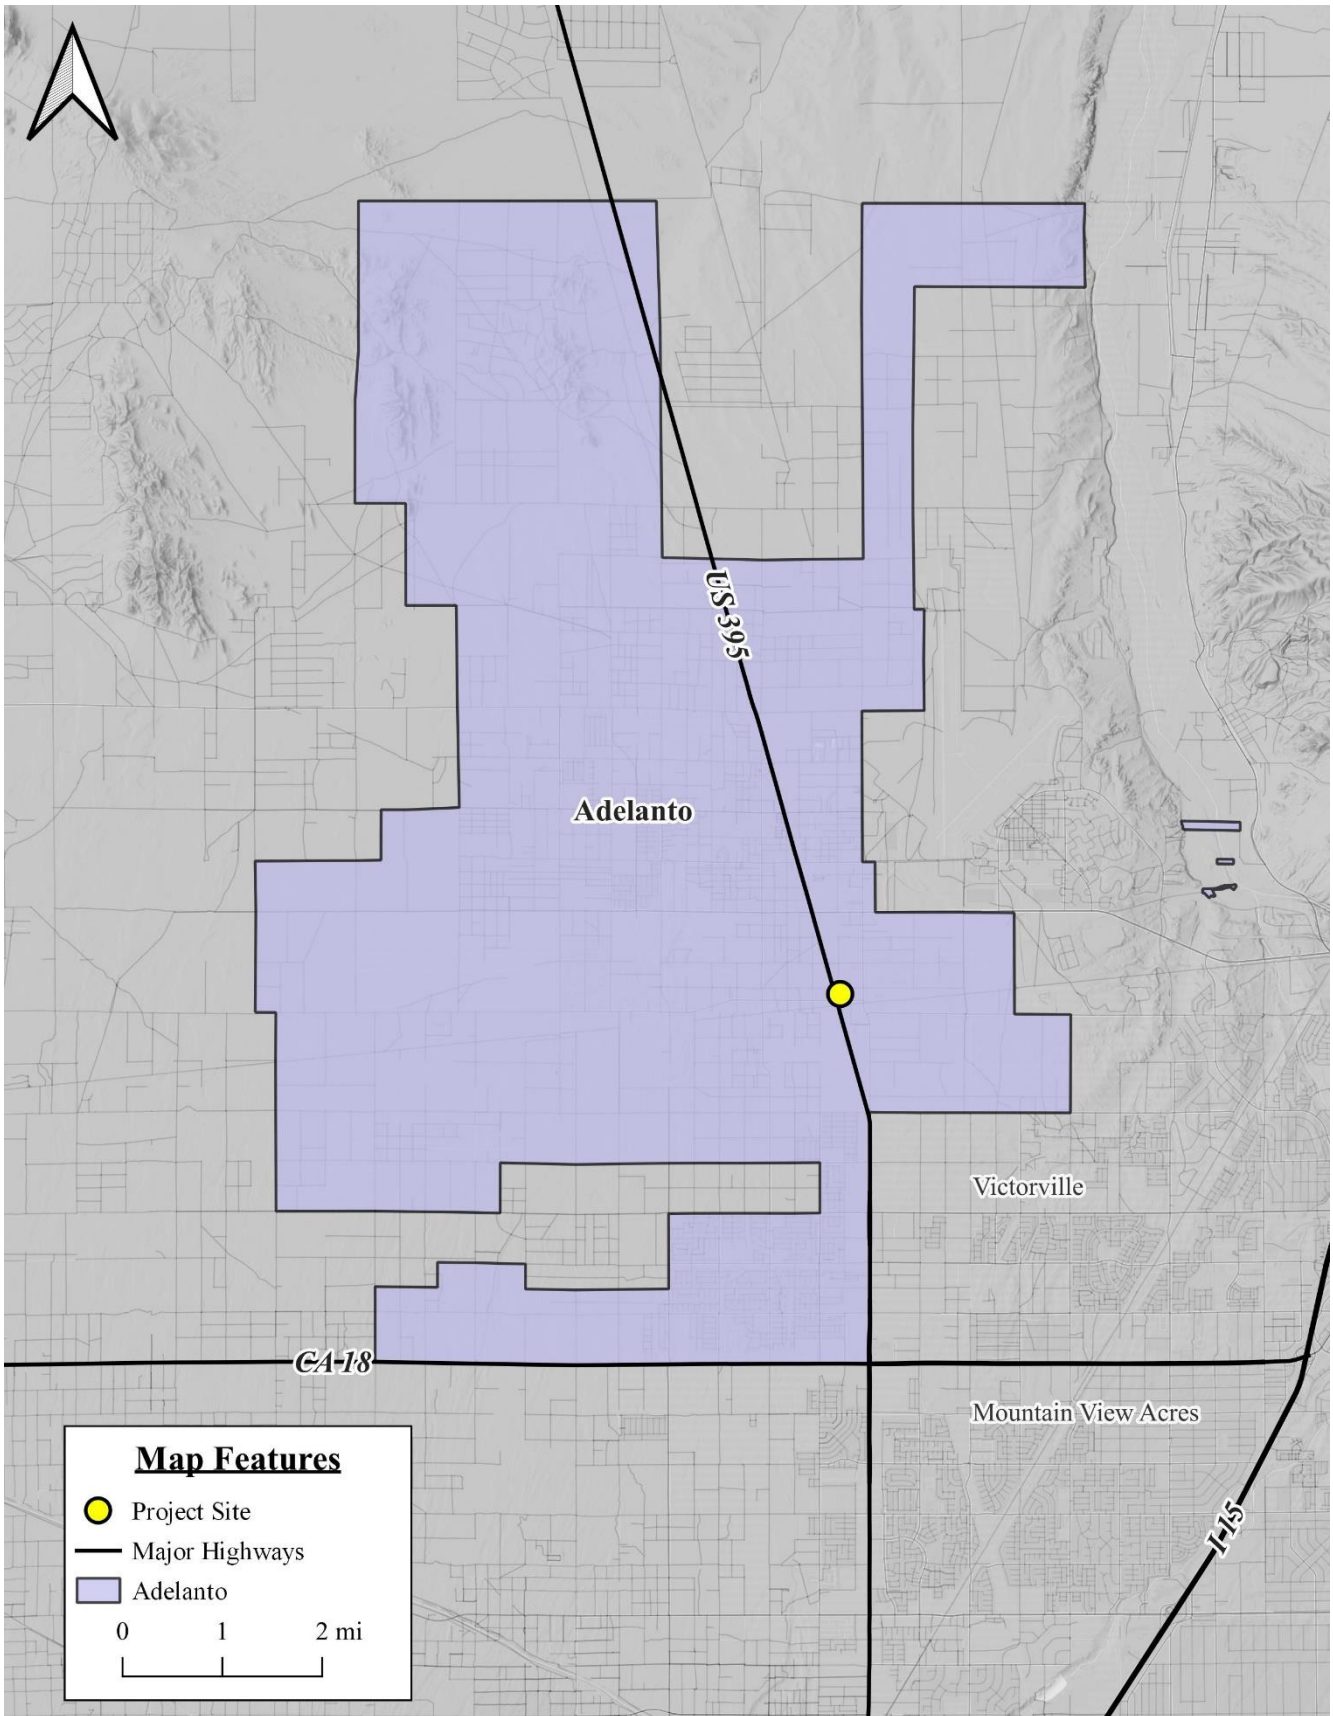 US 395
Adelanto
Victorville
CA 18
Mountain View Acres
I-15
Map Features
Project Site
Major Highways
Adelanto
0 1 2 mi